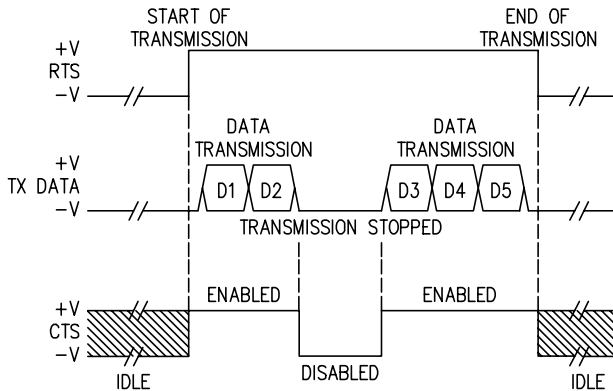 START OF
TRANSMISSION
END OF
TRANSMISSION
+V
RTS
−V
DATA
TRANSMISSION
DATA
TRANSMISSION
+V
TX DATA
−V
D1
D2
D3
D4
D5
TRANSMISSION STOPPED
+V
CTS
−V
ENABLED
ENABLED
DISABLED
IDLE
IDLE